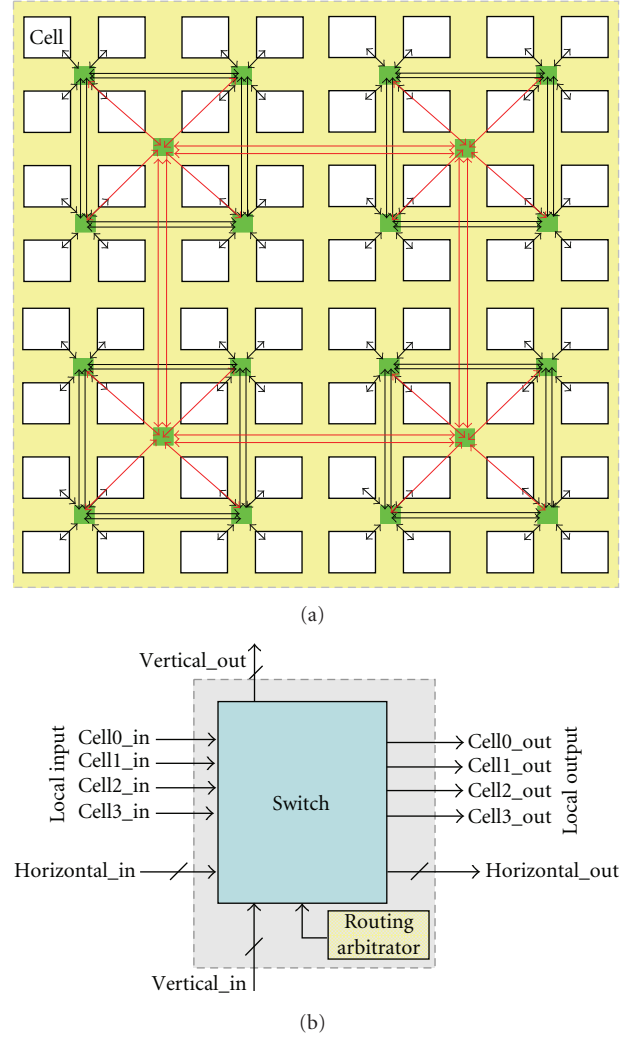 Cell
(a)
Vertical_out
Local input
Cell0_in
Cell1_in
Cell2_in
Cell3_in
Switch
Cell0_out
Cell1_out
Cell2_out
Cell3_out
Local output
Horizontal_in
Horizontal_out
Routing
arbitrator
Vertical_in
(b)